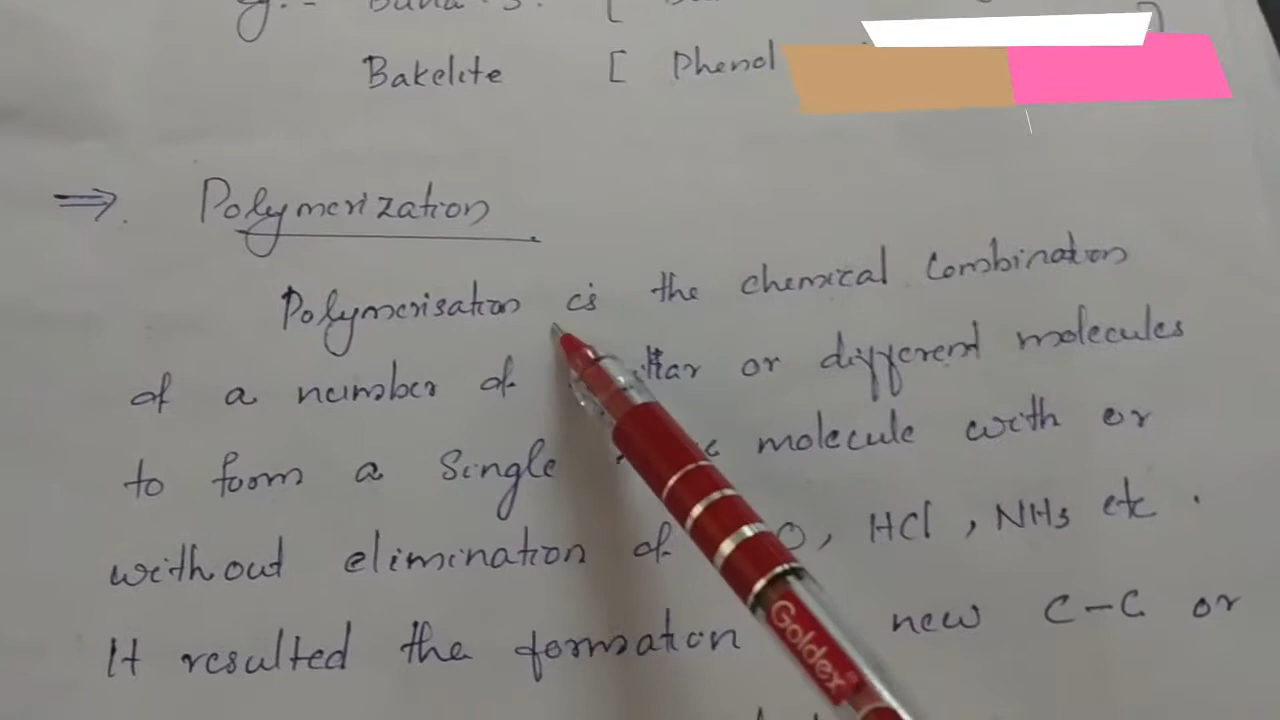 g. - Buna S. [
Bakelite [ Phenol
⇒. Polymerization
Polymerisation is the chemical Combination
of a number of or different molecules
to form a Single molecule with or
without elimination of O, HCl, NH3 etc.
It resulted the formation new C-C or
Goldex